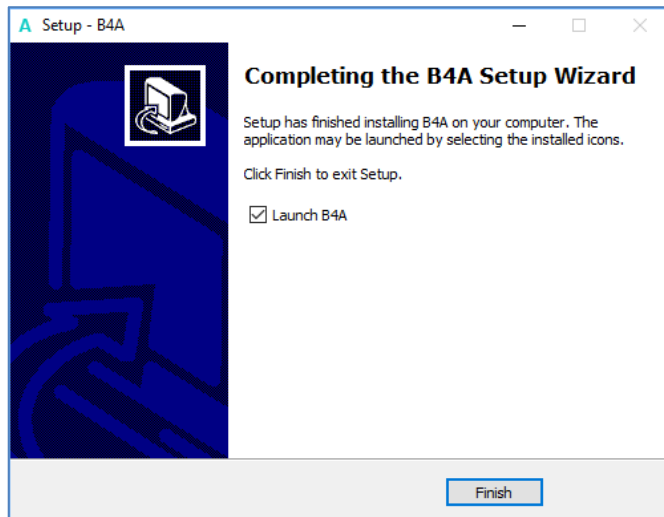 A Setup - B4A
Completing the B4A Setup Wizard
Setup has finished installing B4A on your computer. The
application may be launched by selecting the installed icons.
Click Finish to exit Setup.
Launch B4A
Finish